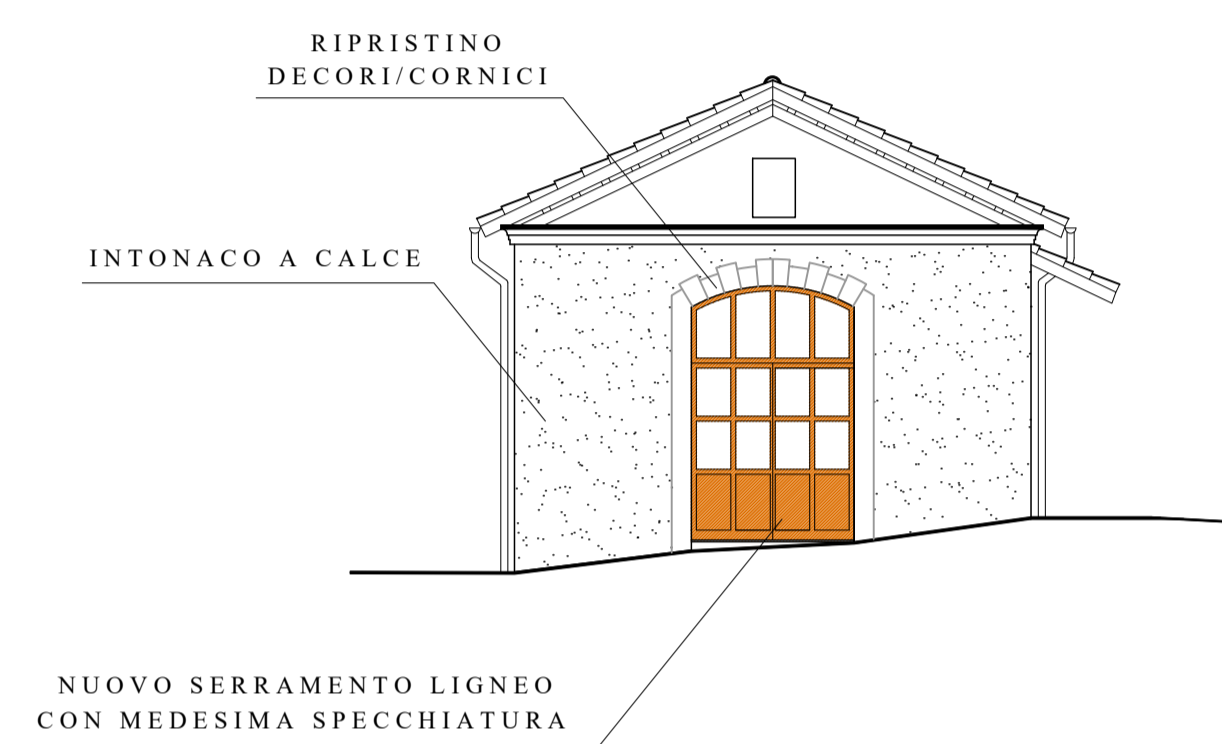 RIPRISTINO
DECORI/CORNICI
INTONACO A CALCE
NUOVO SERRAMENTO LIGNEO
CON MEDESIMA SPECCHIATURA